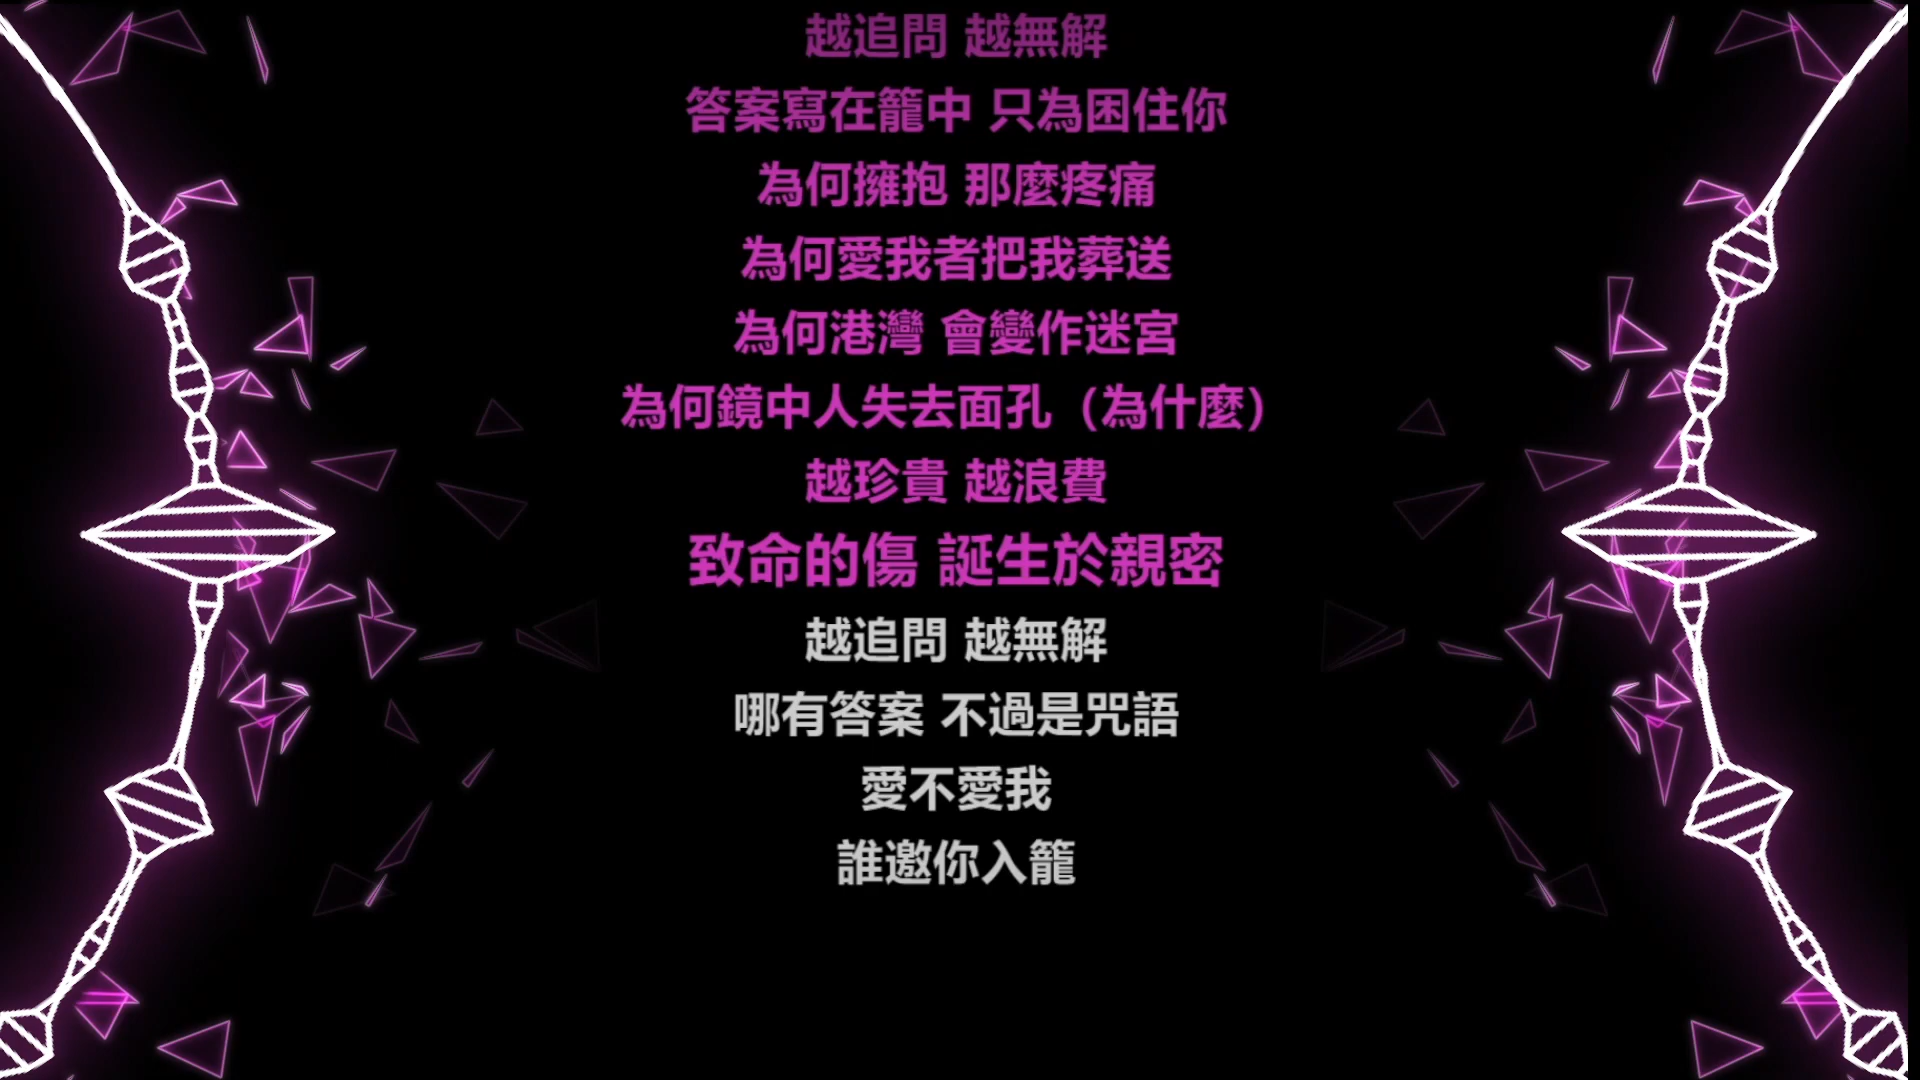 越追問 越無解
答案寫在籠中 只為困住你
為何擁抱 那麼疼痛
為何愛我者把我葬送
為何港灣 會變作迷宮
為何鏡中人失去面孔（為什麼）
越珍貴 越浪費
致命的傷 誕生於親密
越追問 越無解
哪有答案 不過是咒語
愛不愛我
誰邀你入籠